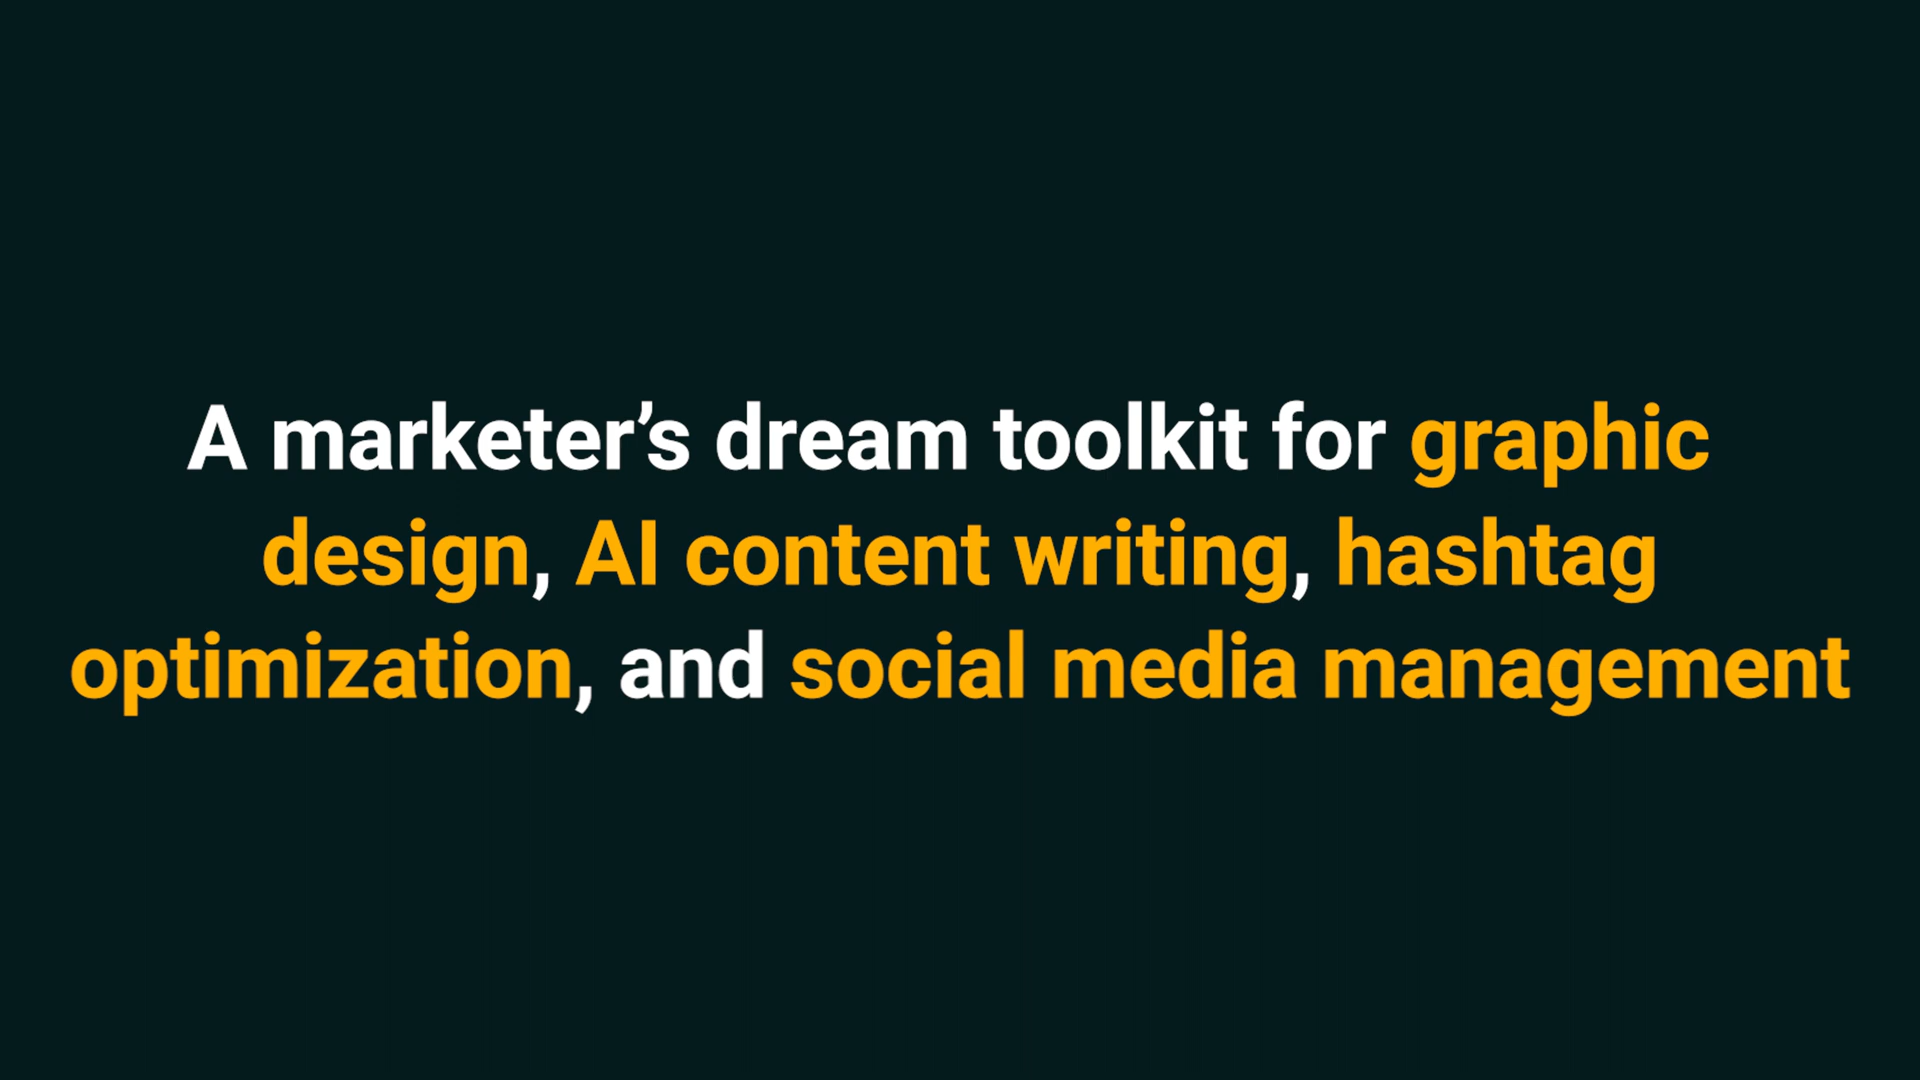 A marketer’s dream toolkit for graphic
design, AI content writing, hashtag
optimization, and social media management